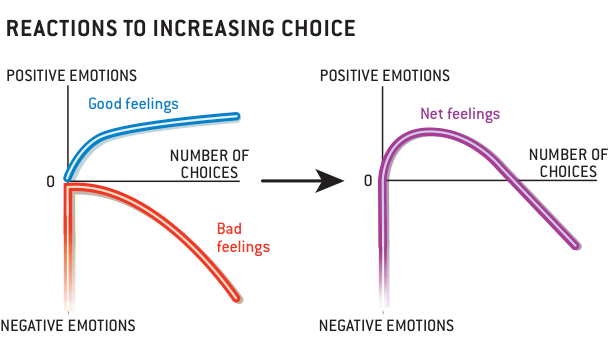 REACTIONS TO INCREASING CHOICE
POSITIVE EMOTIONS
Good feelings
NUMBER OF
CHOICES
0
Bad
feelings
NEGATIVE EMOTIONS
POSITIVE EMOTIONS
Net feelings
NUMBER OF
CHOICES
0
NEGATIVE EMOTIONS